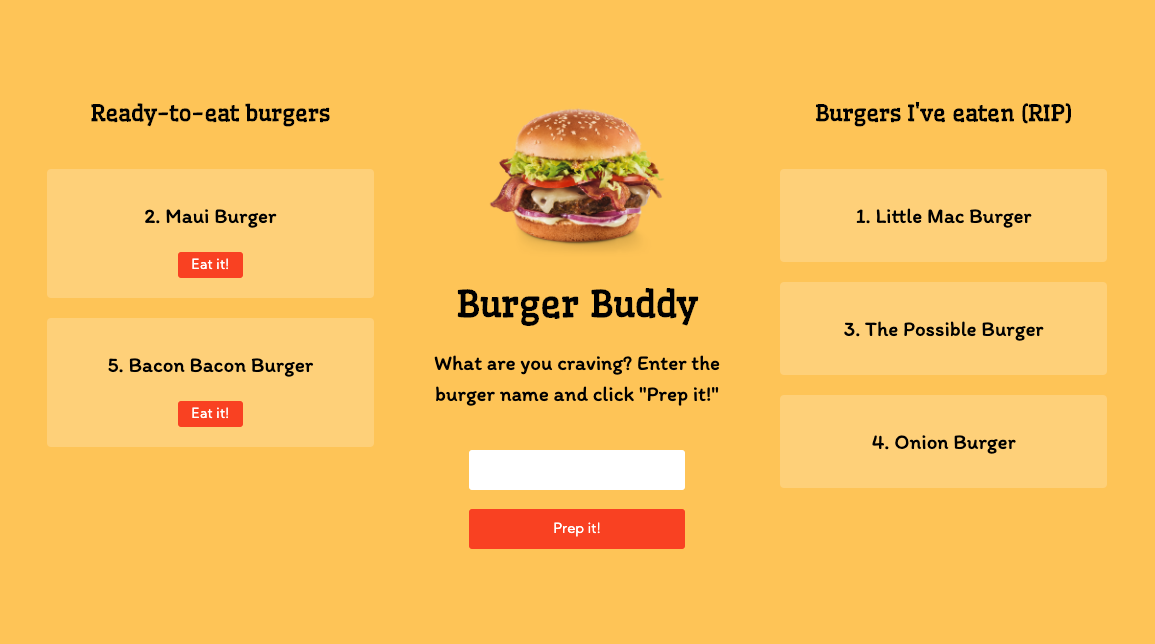 Ready-to-eat burgers
2. Maui Burger
Eat it!
5. Bacon Bacon Burger
Eat it!
Burger Buddy
What are you craving? Enter the
burger name and click "Prep it!"
Prep it!
Burgers I've eaten (RIP)
1. Little Mac Burger
3. The Possible Burger
4. Onion Burger